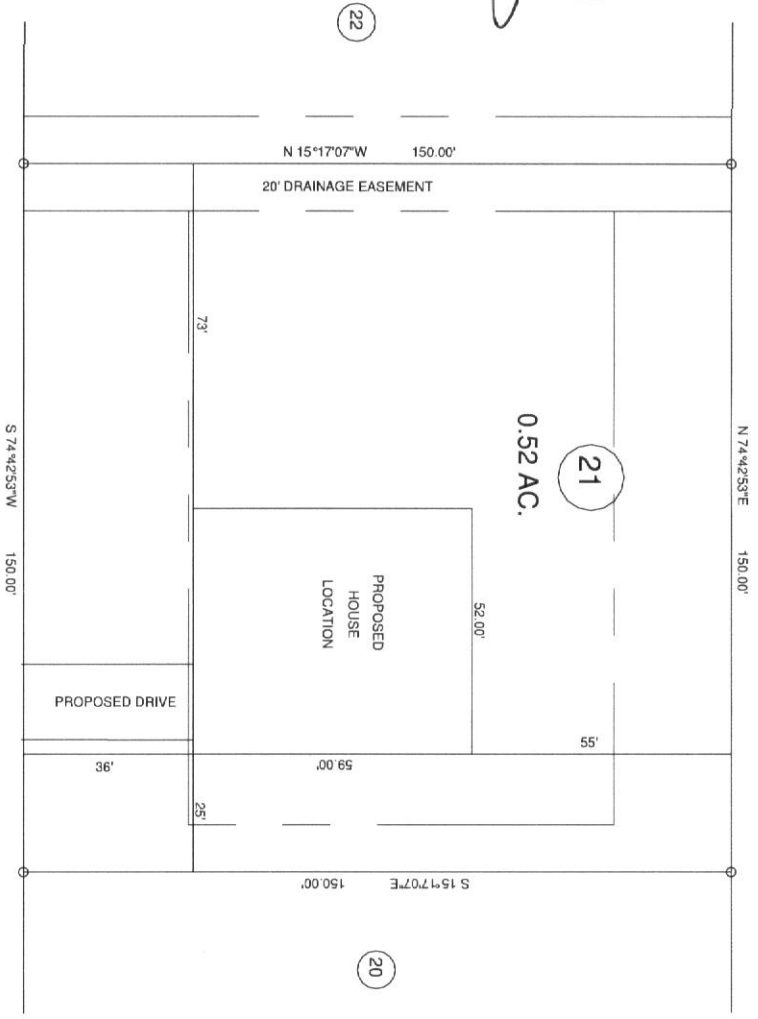 22
N 15°17'07"W 150.00'
20' DRAINAGE EASEMENT
73'
N 74°42'53"E 150.00'
21
0.52 AC.
S 74°42'53"W 150.00'
PROPOSED
HOUSE
LOCATION
52.00'
PROPOSED DRIVE
55'
36'
59.00'
25'
S 15°17'07"E 150.00'
20